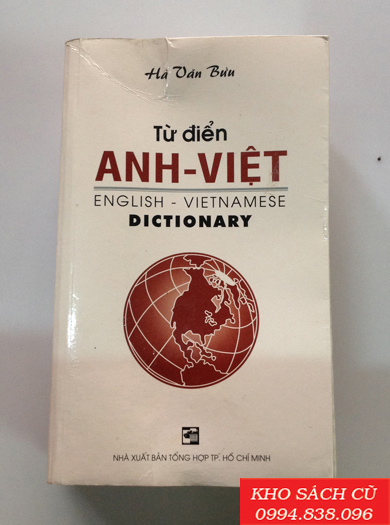 Hà Văn Bửu
Từ điển
ANH-VIỆT
ENGLISH - VIETNAMESE
DICTIONARY
NHÀ XUẤT BẢN TỔNG HỢP TP. HỒ CHÍ MINH
KHO SÁCH CŨ
0994.838.096